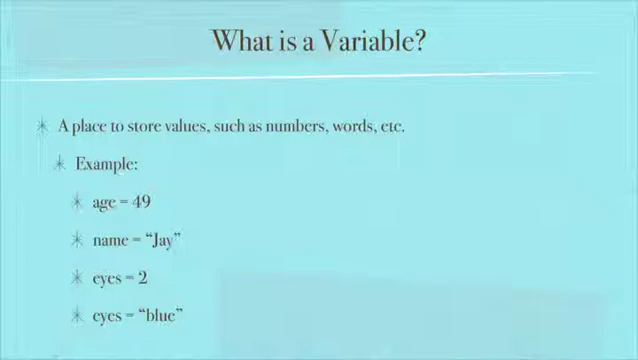 What is a Variable?
A place to store values, such as numbers, words, etc.
Example:
age = 49
name = “Jay”
eyes = 2
eyes = “blue”